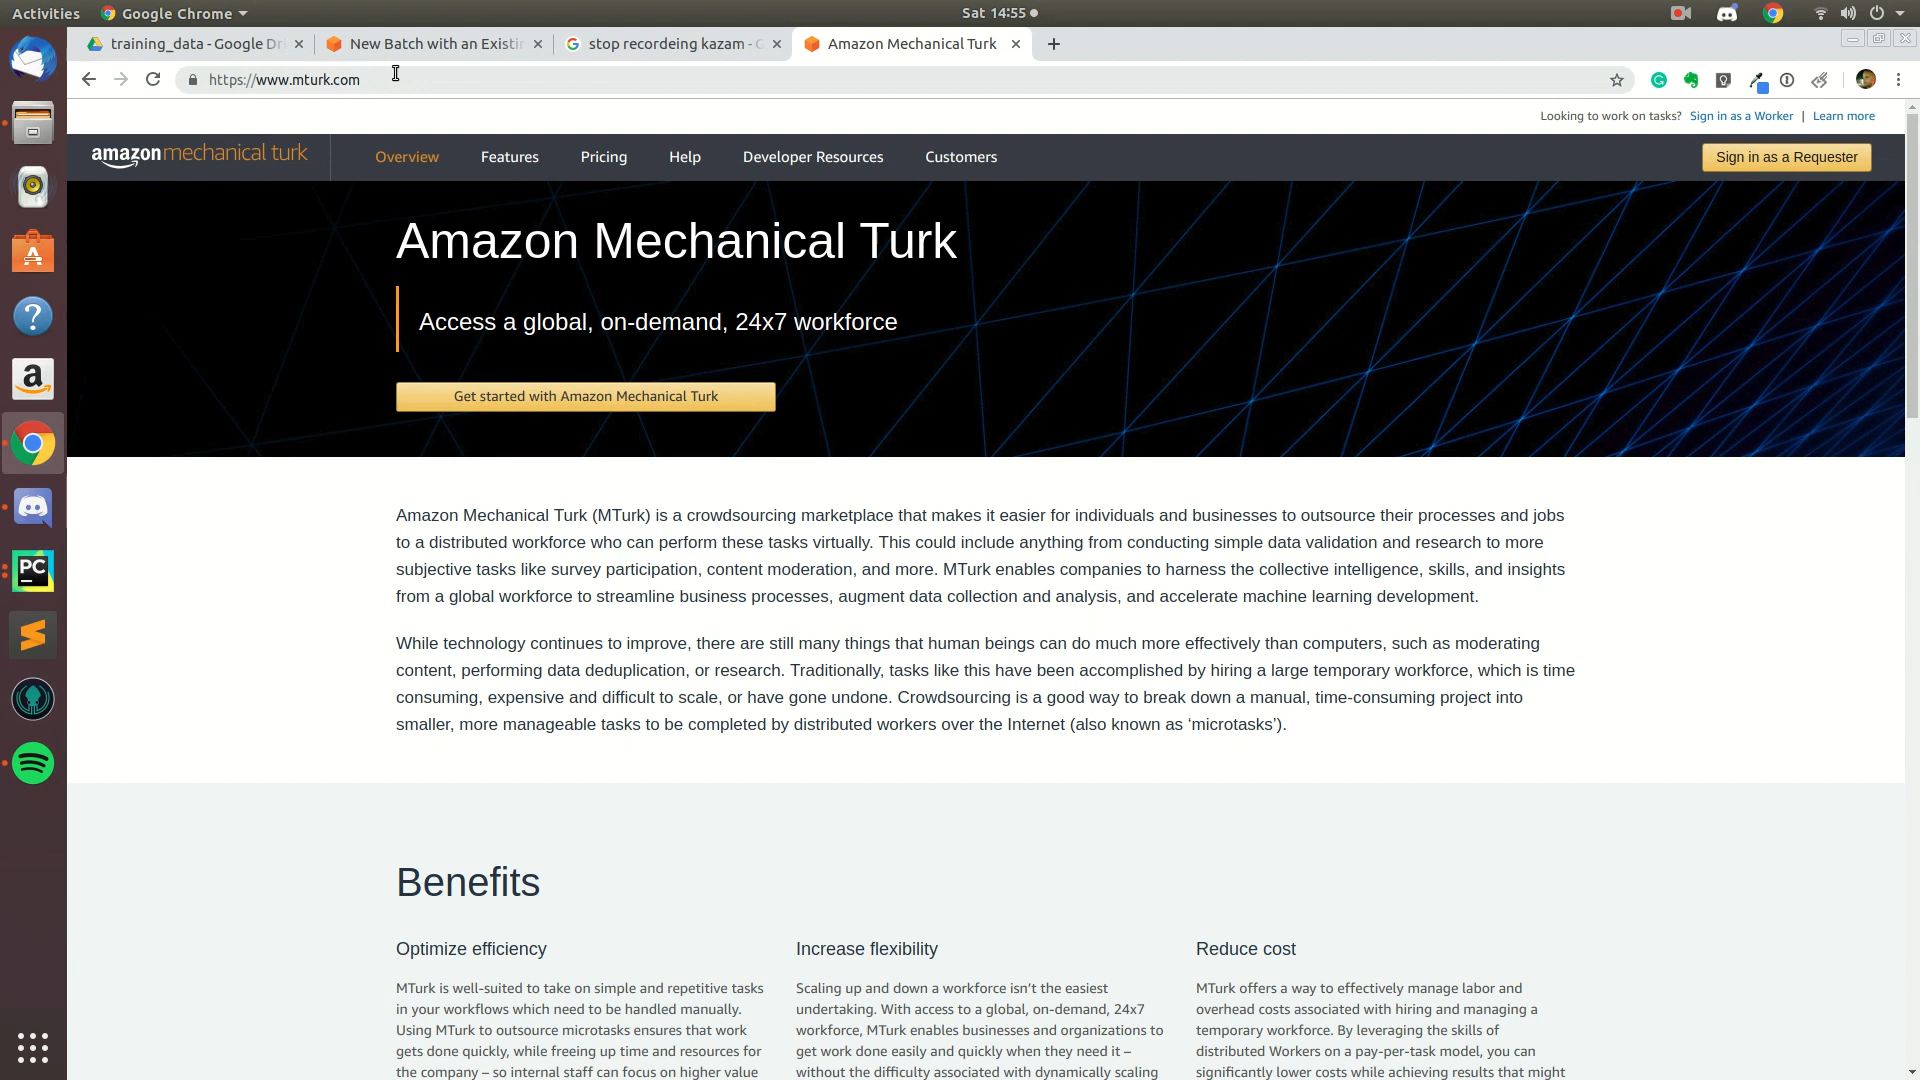 Activities Google Chrome Sat 14:55
training_data - Google Dri New Batch with an Existin stop recordeing kazam - G Amazon Mechanical Turk
https://www.mturk.com
Looking to work on tasks? Sign in as a Worker | Learn more
amazon mechanical turk Overview Features Pricing Help Developer Resources Customers Sign in as a Requester
Amazon Mechanical Turk
Access a global, on-demand, 24x7 workforce
Get started with Amazon Mechanical Turk
Amazon Mechanical Turk (MTurk) is a crowdsourcing marketplace that makes it easier for individuals and businesses to outsource their processes and jobs
to a distributed workforce who can perform these tasks virtually. This could include anything from conducting simple data validation and research to more
subjective tasks like survey participation, content moderation, and more. MTurk enables companies to harness the collective intelligence, skills, and insights
from a global workforce to streamline business processes, augment data collection and analysis, and accelerate machine learning development.
While technology continues to improve, there are still many things that human beings can do much more effectively than computers, such as moderating
content, performing data deduplication, or research. Traditionally, tasks like this have been accomplished by hiring a large temporary workforce, which is time
consuming, expensive and difficult to scale, or have gone undone. Crowdsourcing is a good way to break down a manual, time-consuming project into
smaller, more manageable tasks to be completed by distributed workers over the Internet (also known as ‘microtasks’).
Benefits
Optimize efficiency
MTurk is well-suited to take on simple and repetitive tasks
in your workflows which need to be handled manually.
Using MTurk to outsource microtasks ensures that work
gets done quickly, while freeing up time and resources for
the company – so internal staff can focus on higher value
Increase flexibility
Scaling up and down a workforce isn’t the easiest
undertaking. With access to a global, on-demand, 24x7
workforce, MTurk enables businesses and organizations to
get work done easily and quickly when they need it –
without the difficulty associated with dynamically scaling
Reduce cost
MTurk offers a way to effectively manage labor and
overhead costs associated with hiring and managing a
temporary workforce. By leveraging the skills of
distributed Workers on a pay-per-task model, you can
significantly lower costs while achieving results that might